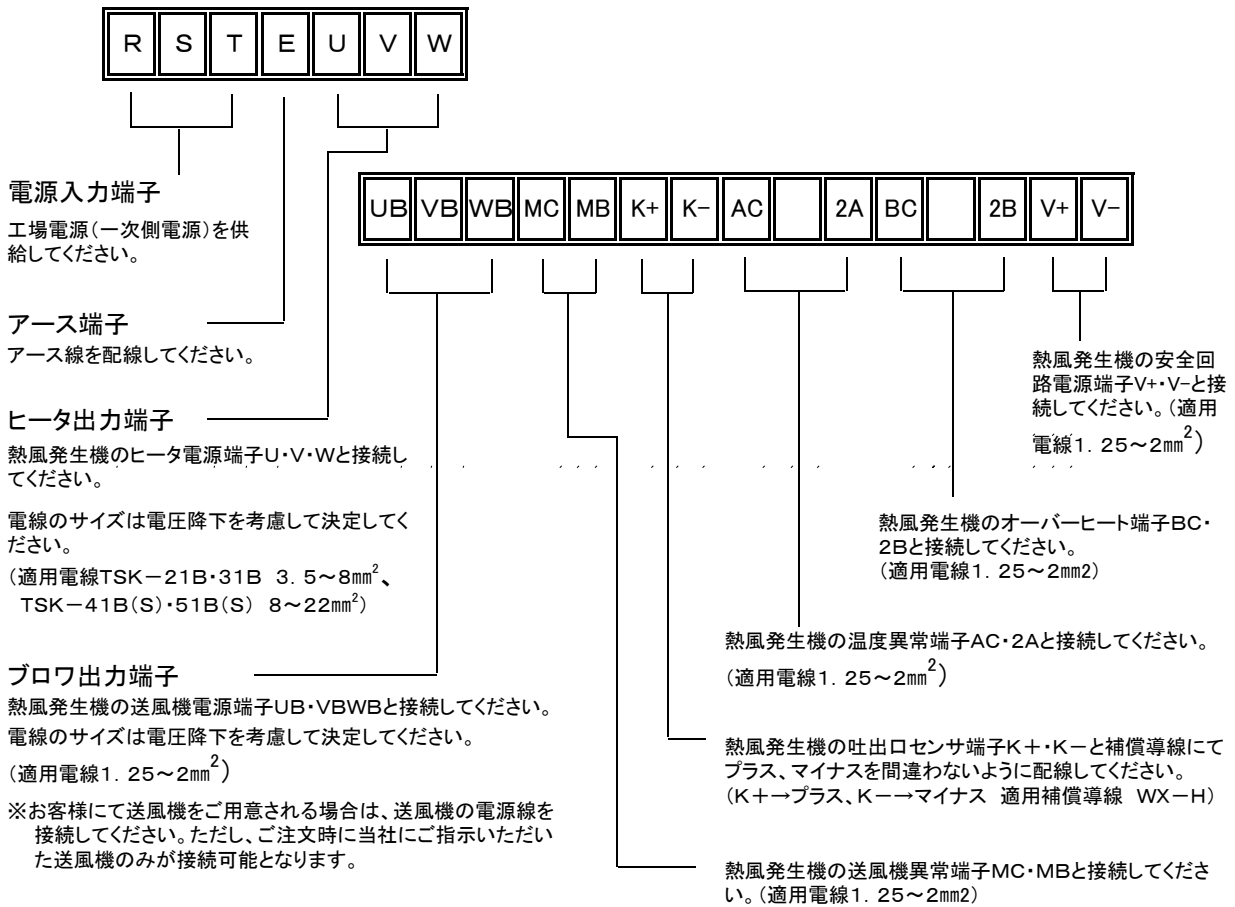 R S T E U V W
電源入力端子
工場電源(一次側電源)を供
給してください。
アース端子
アース線を配線してください。
ヒータ出力端子
熱風発生機のヒータ電源端子U・V・Wと接続し
てください。
電線のサイズは電圧降下を考慮して決定してく
ださい。
(適用電線TSK-21B・31B 3.5~8mm²、
TSK-41B(S)・51B(S) 8~22mm²)
ブロワ出力端子
熱風発生機の送風機電源端子UB・VBWBと接続してください。
電線のサイズは電圧降下を考慮して決定してください。
(適用電線1.25~2mm²)
※お客様にて送風機をご用意される場合は、送風機の電源線を
接続してください。ただし、ご注文時に当社にご指示いただい
た送風機のみが接続可能となります。
UB VB WB MC MB K+ K- AC 2A BC 2B V+ V-
熱風発生機の安全回
路電源端子V+・V-と接
続してください。(適用
電線1.25~2mm²)
熱風発生機のオーバーヒート端子BC・
2Bと接続してください。
(適用電線1.25~2mm2)
熱風発生機の温度異常端子AC・2Aと接続してください。
(適用電線1.25~2mm²)
熱風発生機の吐出口センサ端子K+・K-と補償導線にて
プラス、マイナスを間違わないように配線してください。
(K+→プラス、K-→マイナス 適用補償導線 WX-H)
熱風発生機の送風機異常端子MC・MBと接続してくださ
い。(適用電線1.25~2mm2)